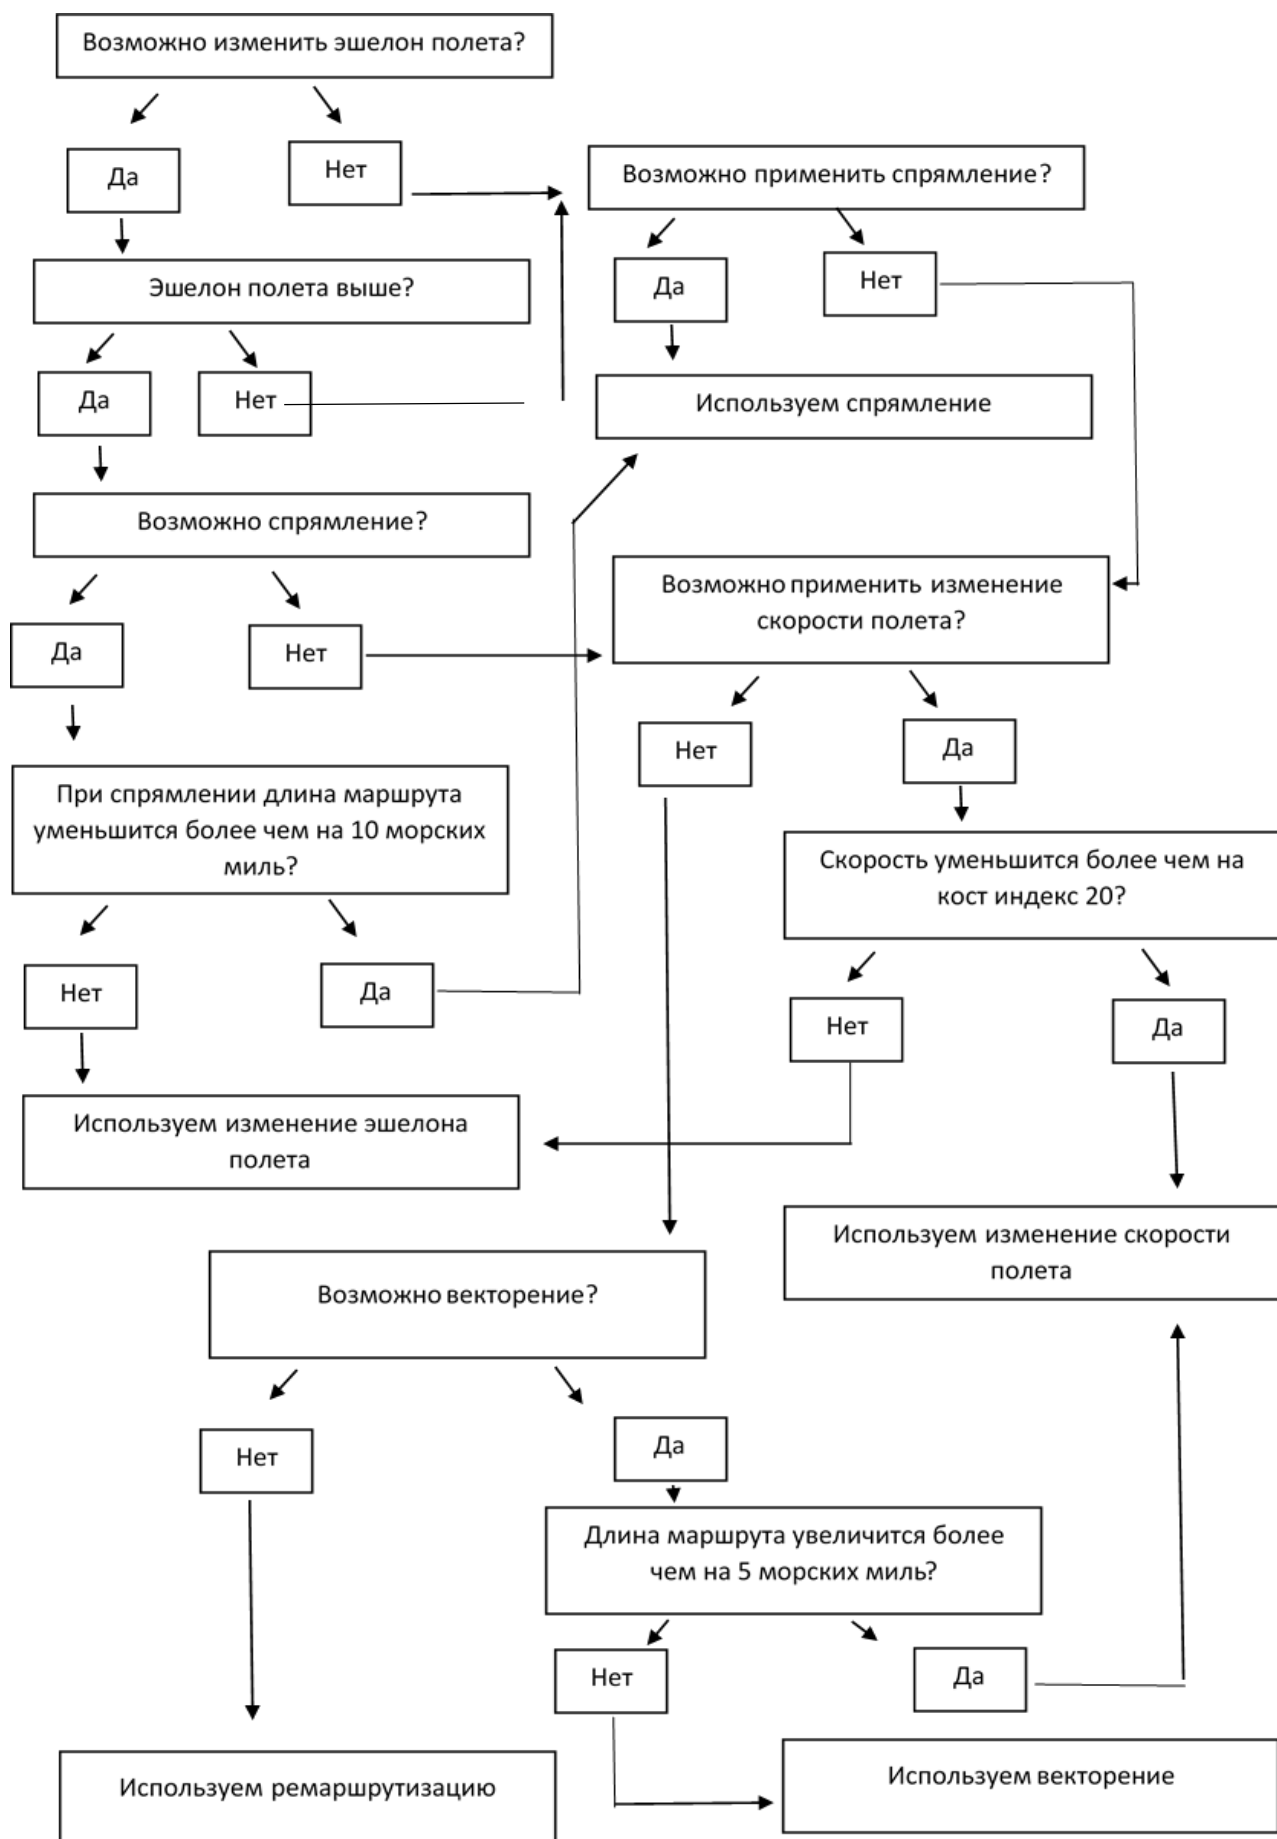 Возможно изменить эшелон полета?
Да
Нет
Возможно применить спрямление?
Эшелон полета выше?
Да
Нет
Да
Нет
Используем спрямление
Возможно спрямление?
Возможно применить изменение
скорости полета?
Да
Нет
Нет
Да
При спрямлении длина маршрута
уменьшится более чем на 10 морских
миль?
Скорость уменьшится более чем на
кост индекс 20?
Нет
Да
Нет
Да
Используем изменение эшелона
полета
Используем изменение скорости
полета
Возможно векторение?
Нет
Да
Длина маршрута увеличится более
чем на 5 морских миль?
Нет
Да
Используем ремаршрутизацию
Используем векторение